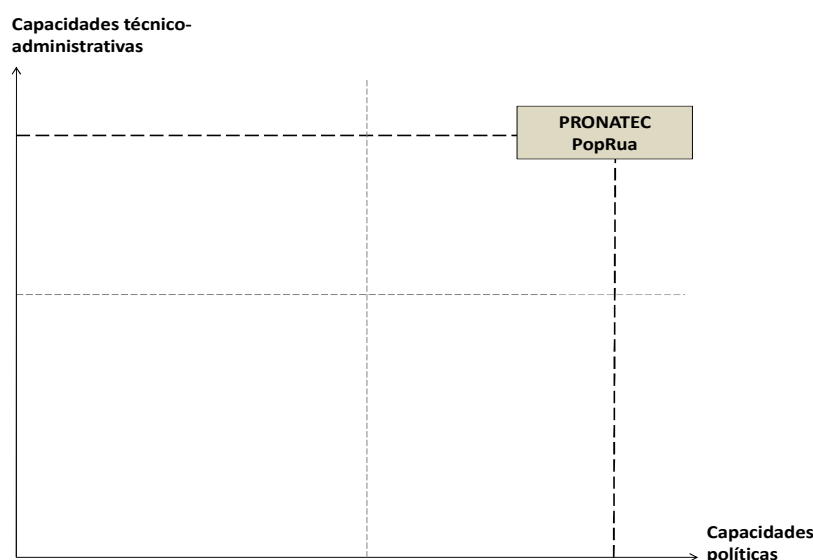 Capacidades técnico-
administrativas
PRONATEC
PopRua
Capacidades
políticas